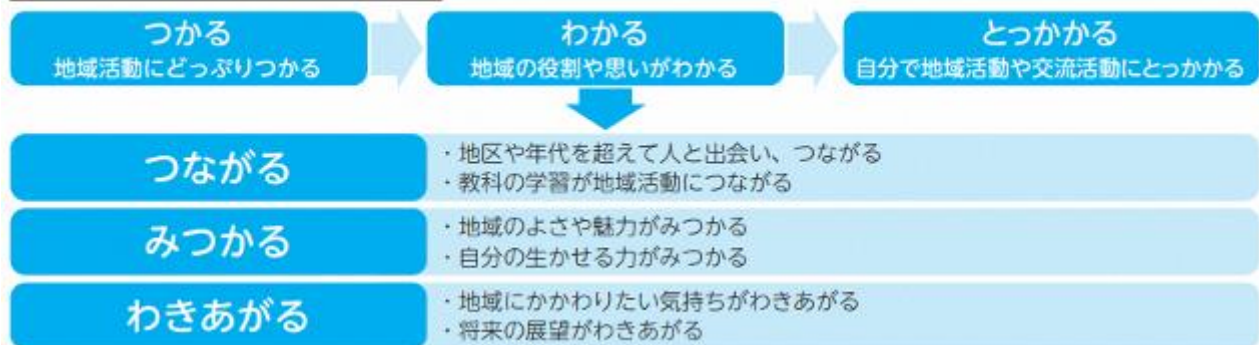 つかる
地域活動にどっぷりつかる
わかる
地域の役割や思いがわかる
とっかかる
自分で地域活動や交流活動にとっかかる
つながる
・地区や年代を超えて人と出会い、つながる
・教科の学習が地域活動につながる
みつかる
・地域のよさや魅力がみつかる
・自分の生かせる力がみつかる
わきあがる
・地域にかかわりたい気持ちがわきあがる
・将来の展望がわきあがる